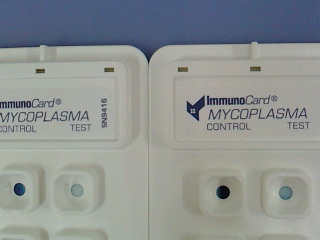 ImmunoCard®
MYCOPLASMA
CONTROL TEST
SN9416
ImmunoCard®
MYCOPLASMA
CONTROL TEST